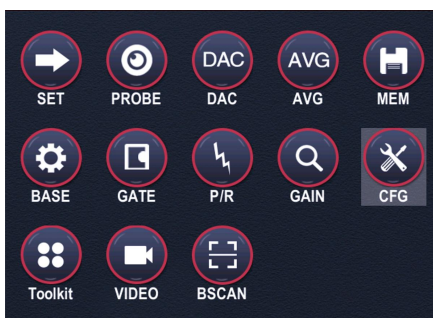 DAC AVG
SET PROBE DAC AVG MEM
BASE GATE P/R GAIN CFG
Toolkit VIDEO BSCAN